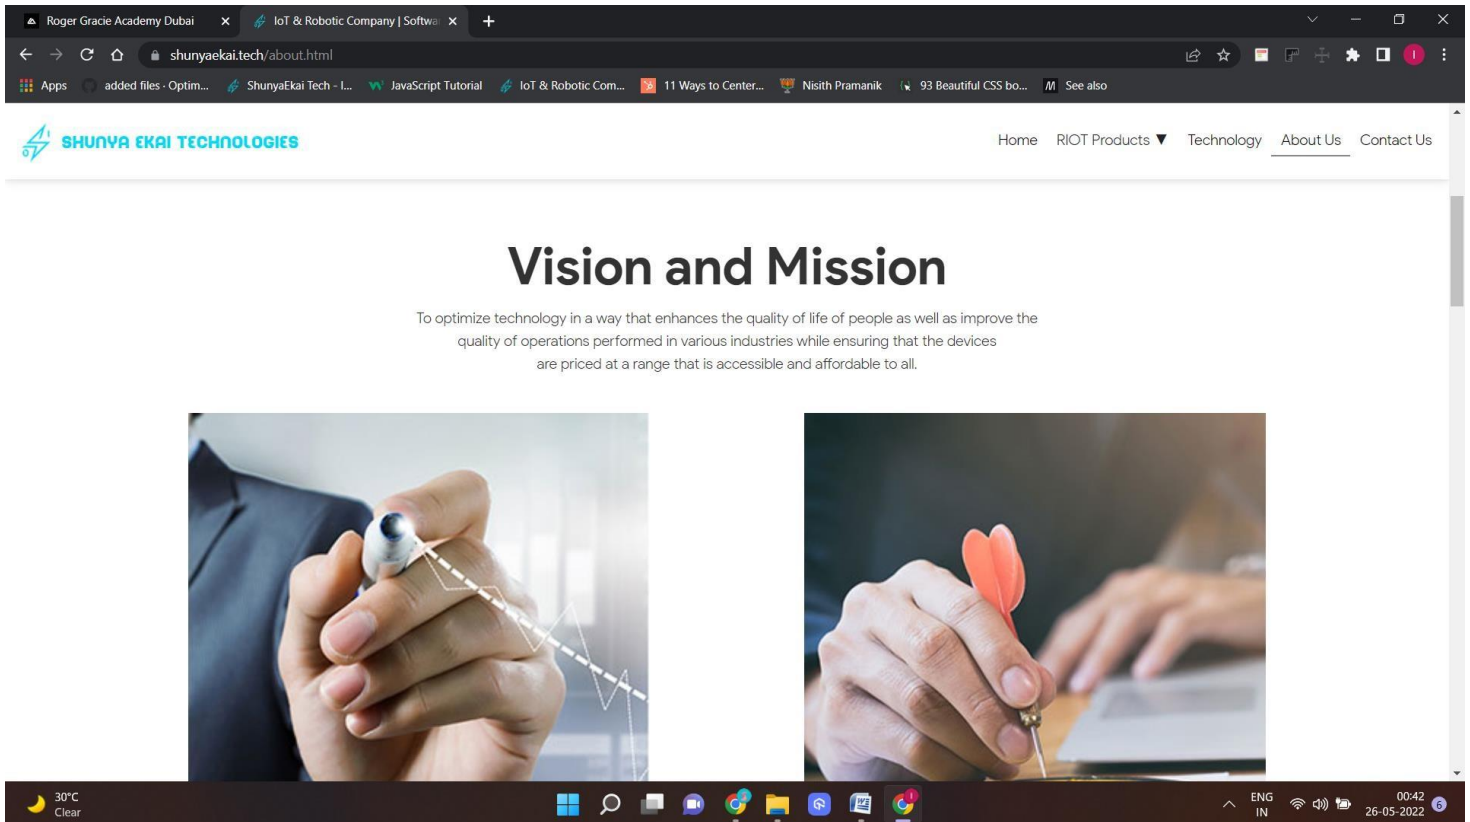 Roger Gracie Academy Dubai
IoT & Robotic Company | Softwa
shunyaekai.tech/about.html
Apps
added files · Optim...
ShunyaEkai Tech - I...
JavaScript Tutorial
IoT & Robotic Com...
11 Ways to Center...
Nisith Pramanik
93 Beautiful CSS bo...
See also
SHUNYA EKAI TECHNOLOGIES
Home
RIOT Products ▼
Technology
About Us
Contact Us
Vision and Mission
To optimize technology in a way that enhances the quality of life of people as well as improve the
quality of operations performed in various industries while ensuring that the devices
are priced at a range that is accessible and affordable to all.
30°C
Clear
ENG
IN
00:42
26-05-2022
6